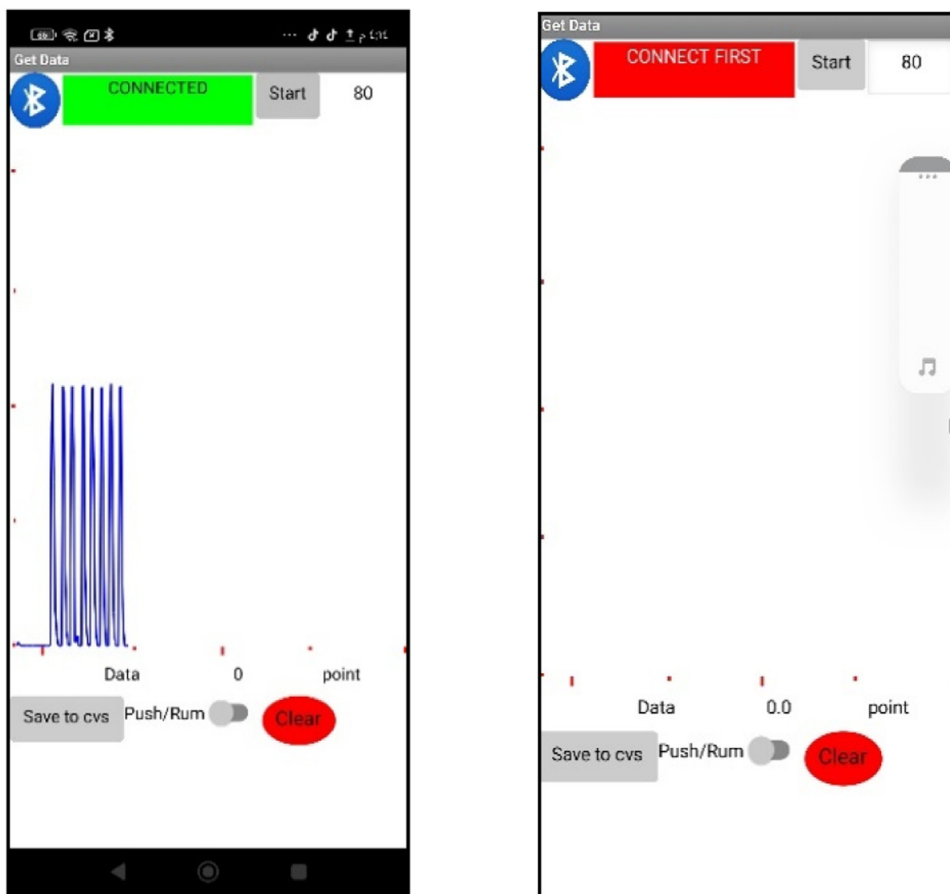 Get Data
CONNECTED
Start
80
Data
0
point
Save to cvs
Push/Rum
Clear
Get Data
CONNECT FIRST
Start
80
Data
0.0
point
Save to cvs
Push/Rum
Clear